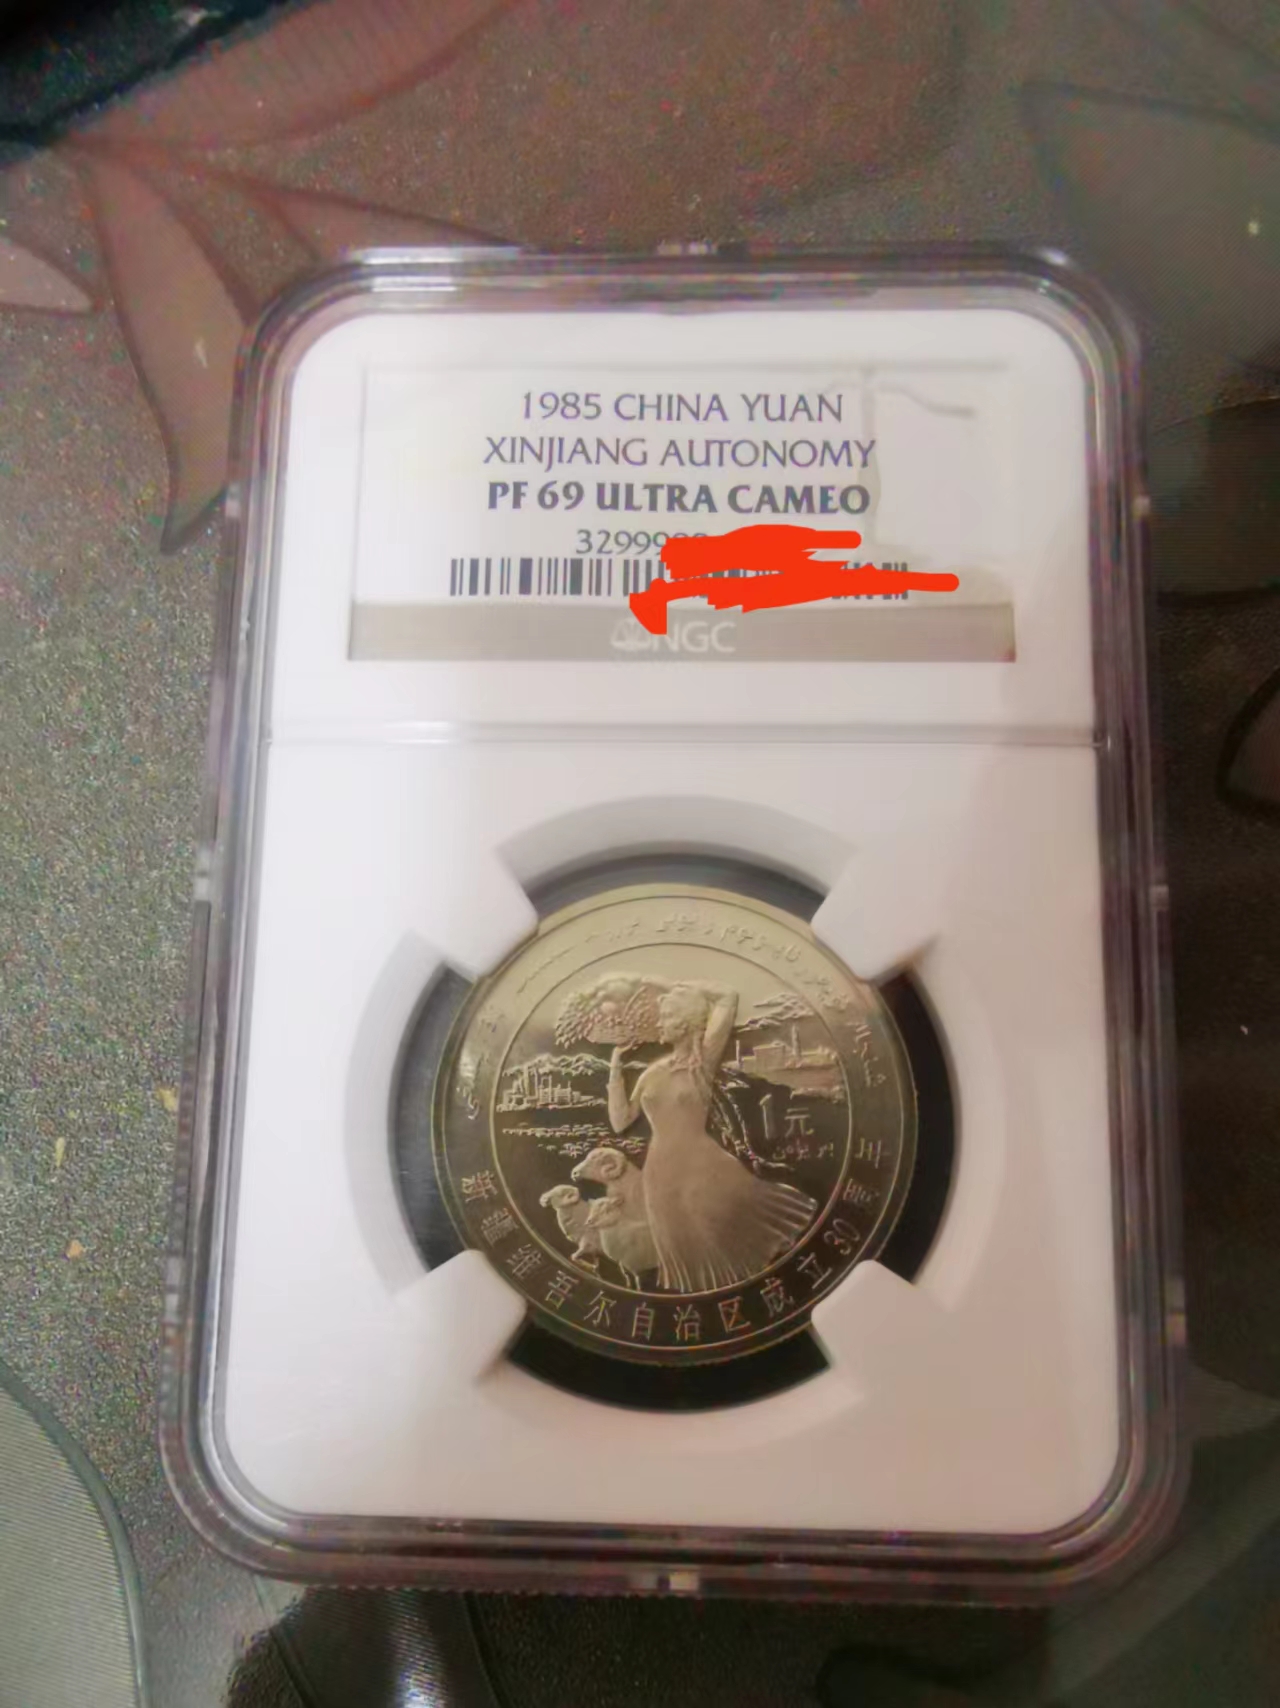 1985 CHINA YUAN
XINJIANG AUTONOMY
PF 69 ULTRA CAMEO
32999
NGC
1元
新疆维吾尔自治区成立30周年